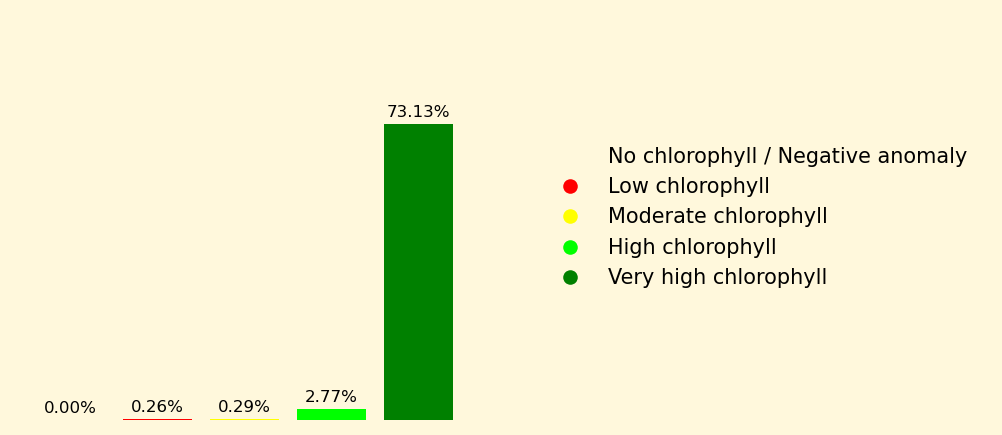 73.13%
2.77%
0.29%
0.26%
0.00%
No chlorophyll / Negative anomaly
Low chlorophyll
Moderate chlorophyll
High chlorophyll
Very high chlorophyll